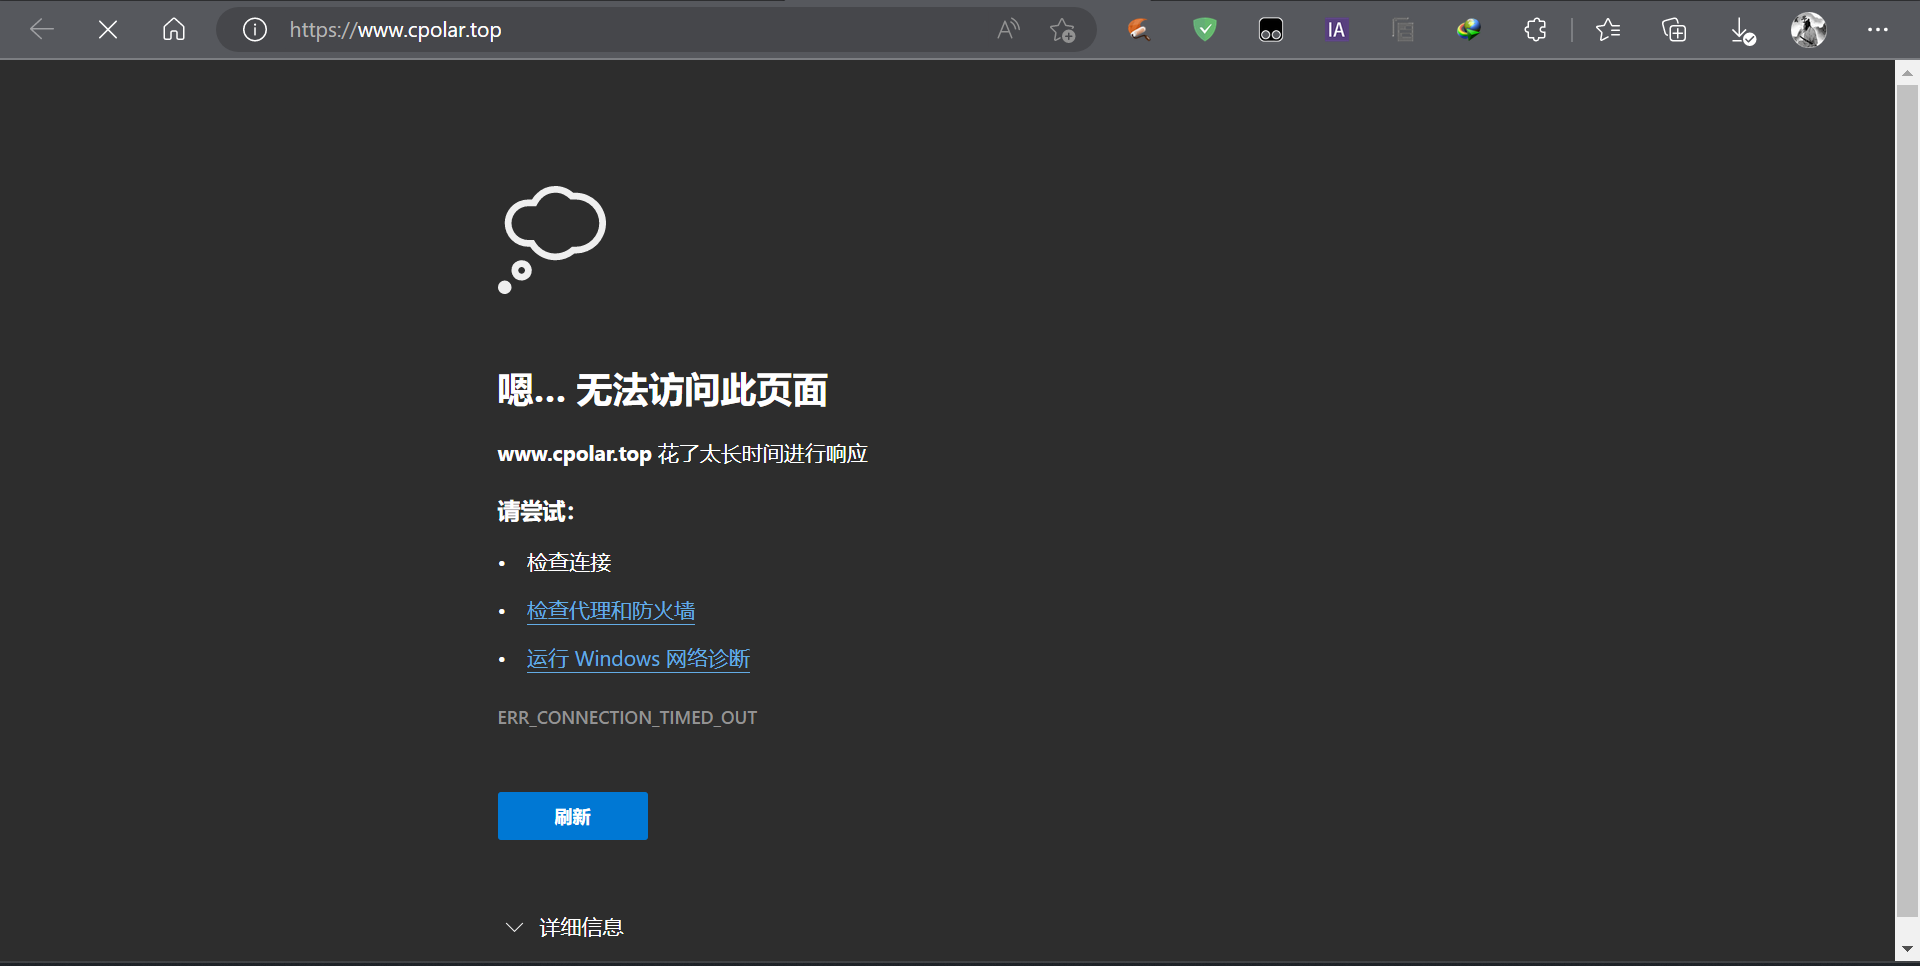 https://www.cpolar.top
IA
嗯... 无法访问此页面
www.cpolar.top 花了太长时间进行响应
请尝试:
• 检查连接
• 检查代理和防火墙
• 运行 Windows 网络诊断
ERR_CONNECTION_TIMED_OUT
刷新
详细信息